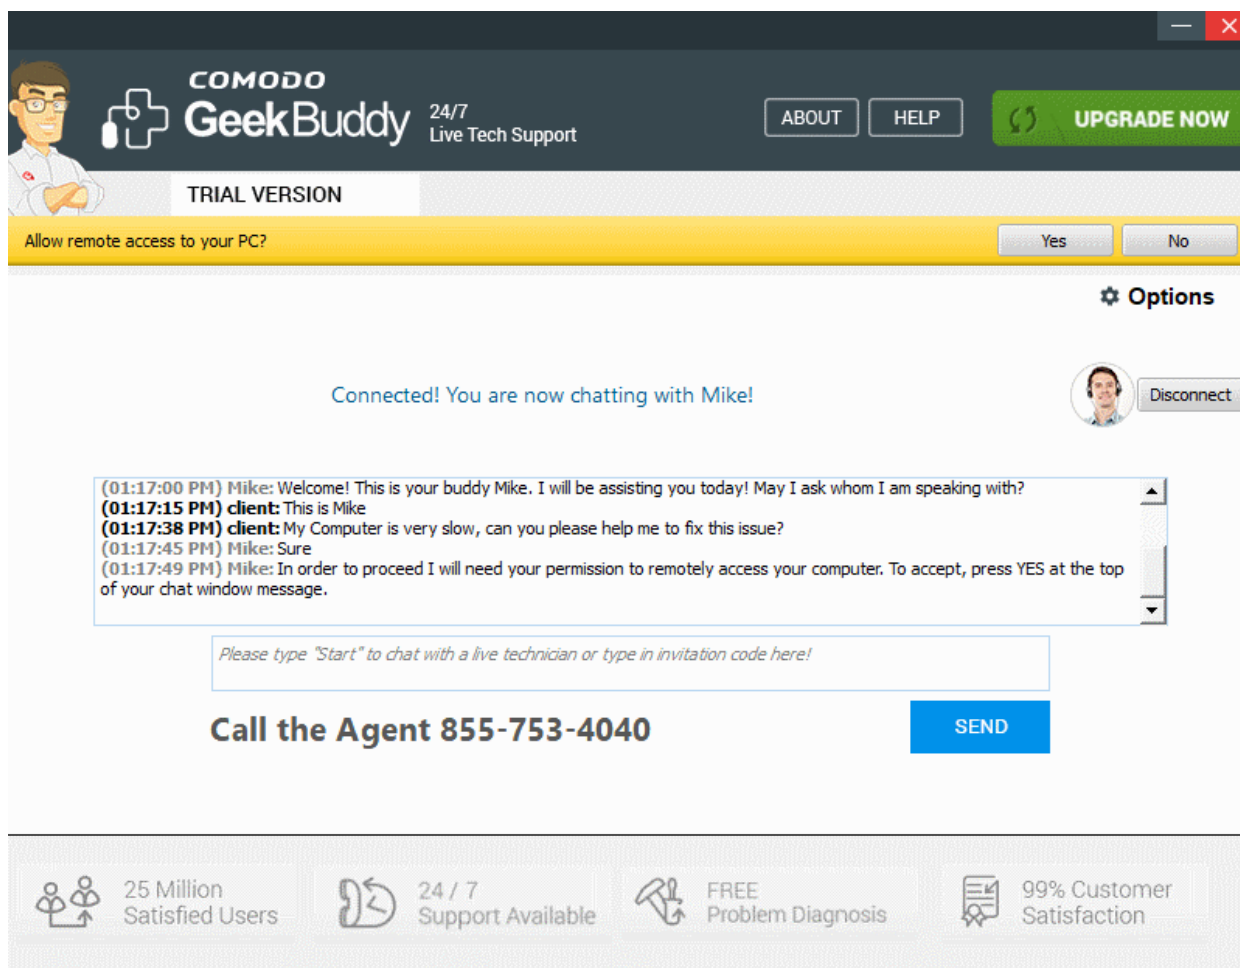 COMODO
GeekBuddy
24/7
Live Tech Support
ABOUT
HELP
UPGRADE NOW
TRIAL VERSION
Allow remote access to your PC?
Yes
No
Options
Connected! You are now chatting with Mike!
Disconnect
(01:17:00 PM) Mike: Welcome! This is your buddy Mike. I will be assisting you today! May I ask whom I am speaking with?
(01:17:15 PM) client: This is Mike
(01:17:38 PM) client: My Computer is very slow, can you please help me to fix this issue?
(01:17:45 PM) Mike: Sure
(01:17:49 PM) Mike: In order to proceed I will need your permission to remotely access your computer. To accept, press YES at the top
of your chat window message.
Please type "Start" to chat with a live technician or type in invitation code here!
Call the Agent 855-753-4040
SEND
25 Million
Satisfied Users
24 / 7
Support Available
FREE
Problem Diagnosis
99% Customer
Satisfaction